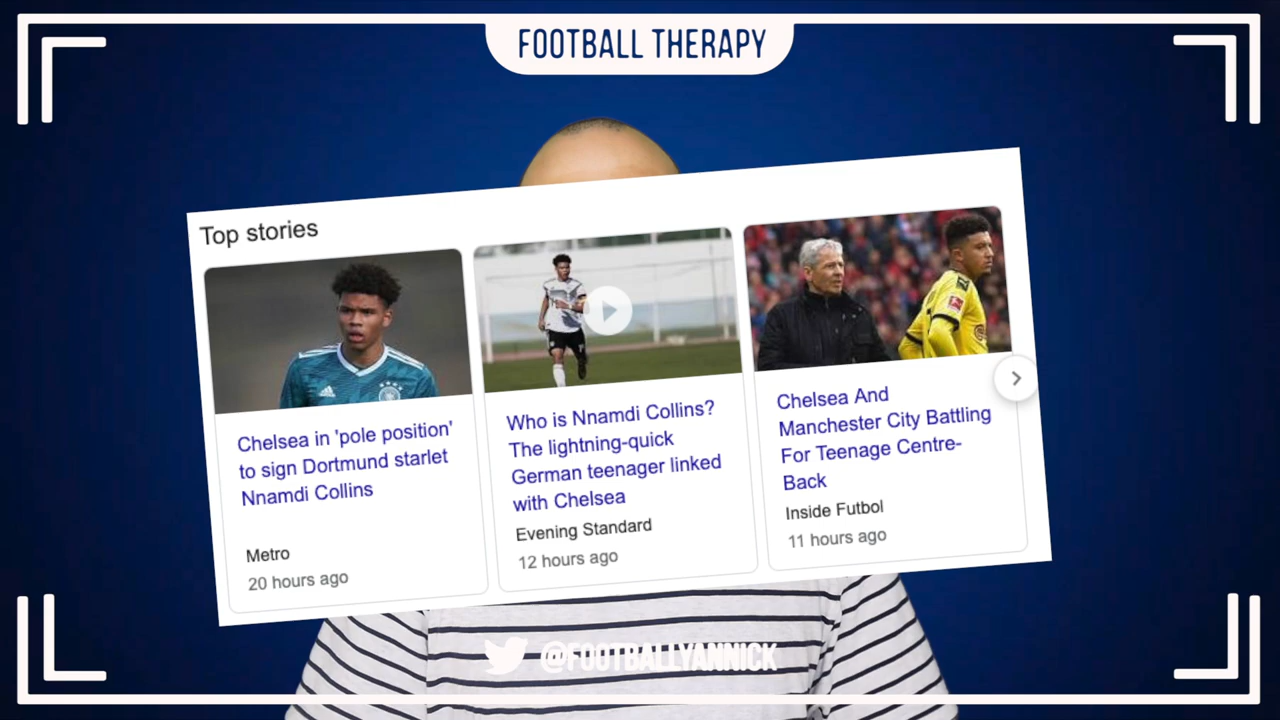 FOOTBALL THERAPY
Top stories
Chelsea in 'pole position'
to sign Dortmund starlet
Nnamdi Collins
Metro
20 hours ago
Who is Nnamdi Collins?
The lightning-quick
German teenager linked
with Chelsea
Evening Standard
12 hours ago
Chelsea And
Manchester City Battling
For Teenage Centre-
Back
Inside Futbol
11 hours ago
@FOOTBALLYANNICK